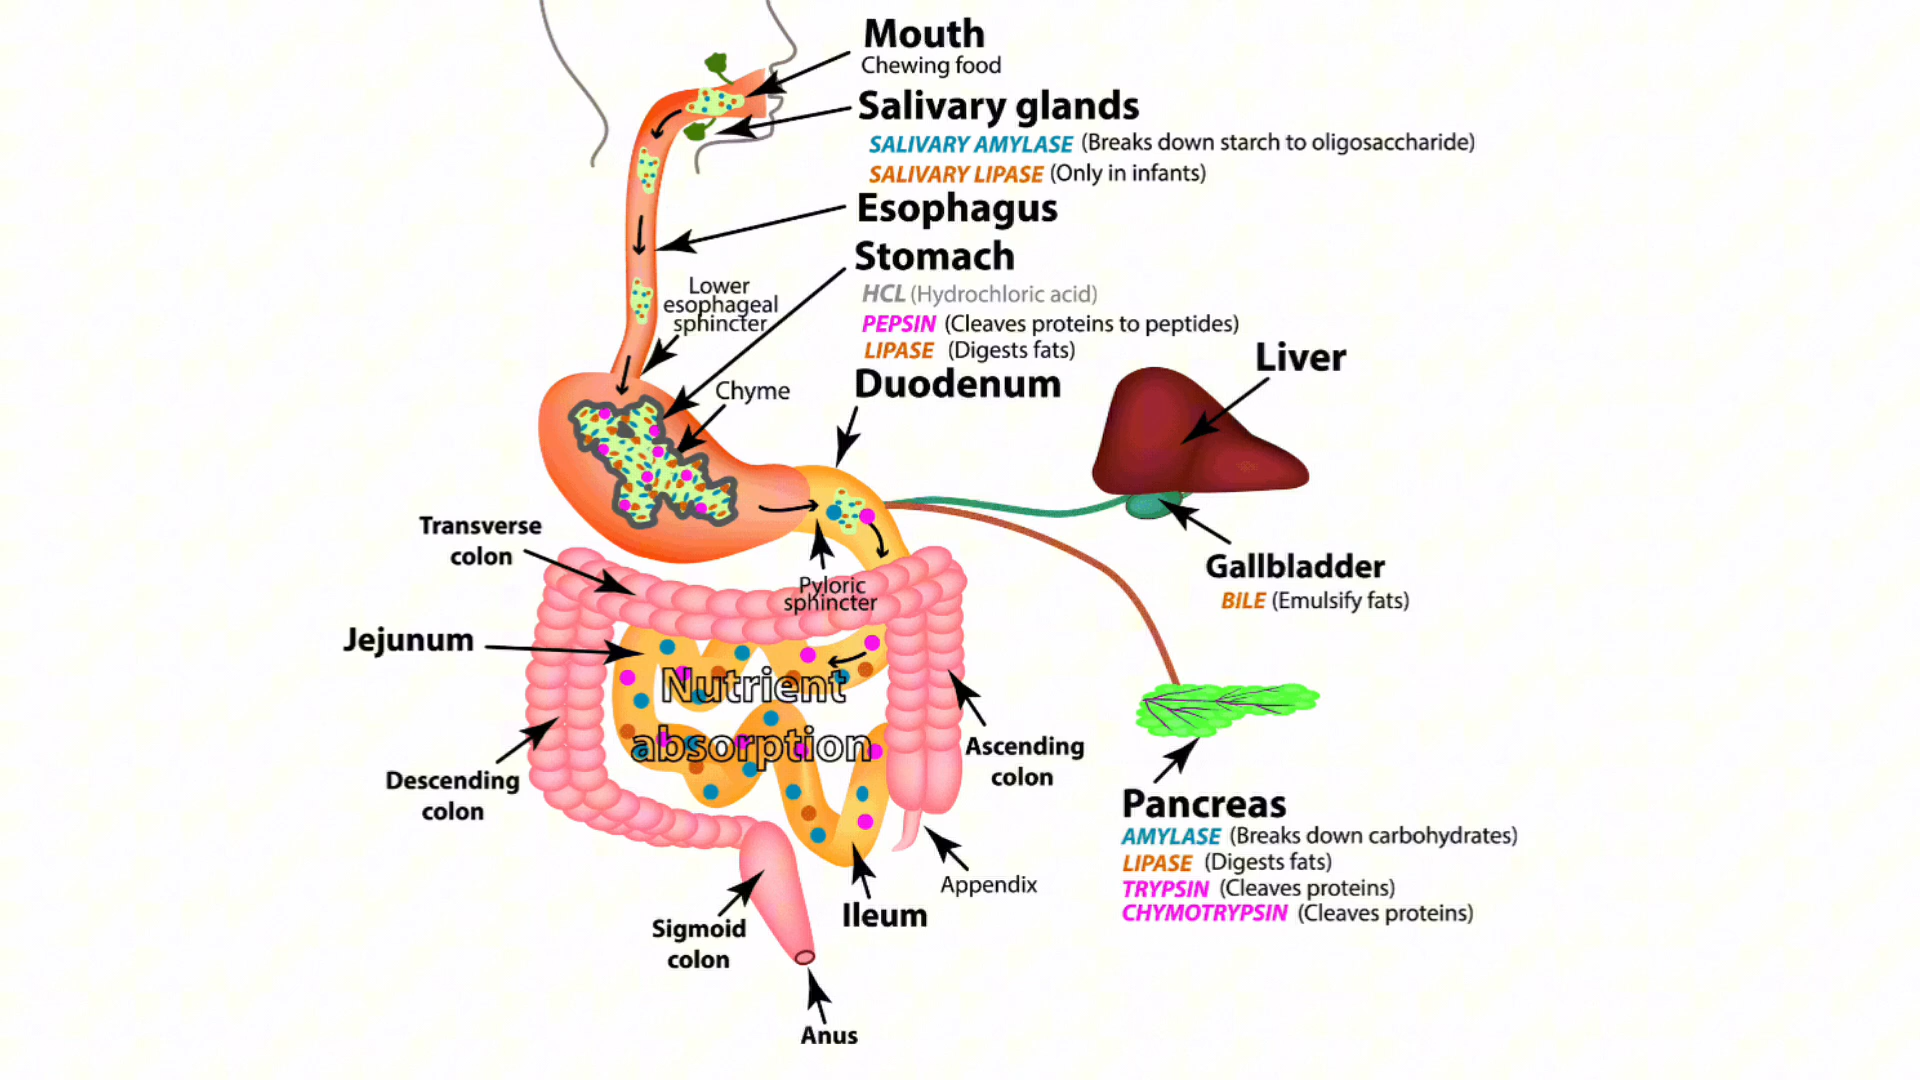 Mouth
Chewing food
Salivary glands
SALIVARY AMYLASE (Breaks down starch to oligosaccharide)
SALIVARY LIPASE (Only in infants)
Esophagus
Stomach
HCL (Hydrochloric acid)
PEPSIN (Cleaves proteins to peptides)
LIPASE (Digests fats)
Lower
esophageal
sphincter
Chyme
Duodenum
Liver
Transverse
colon
Pyloric
sphincter
Gallbladder
BILE (Emulsify fats)
Jejunum
Nutrient
absorption
Descending
colon
Ascending
colon
Pancreas
AMYLASE (Breaks down carbohydrates)
LIPASE (Digests fats)
TRYPSIN (Cleaves proteins)
CHYMOTRYPSIN (Cleaves proteins)
Appendix
Ileum
Sigmoid
colon
Anus